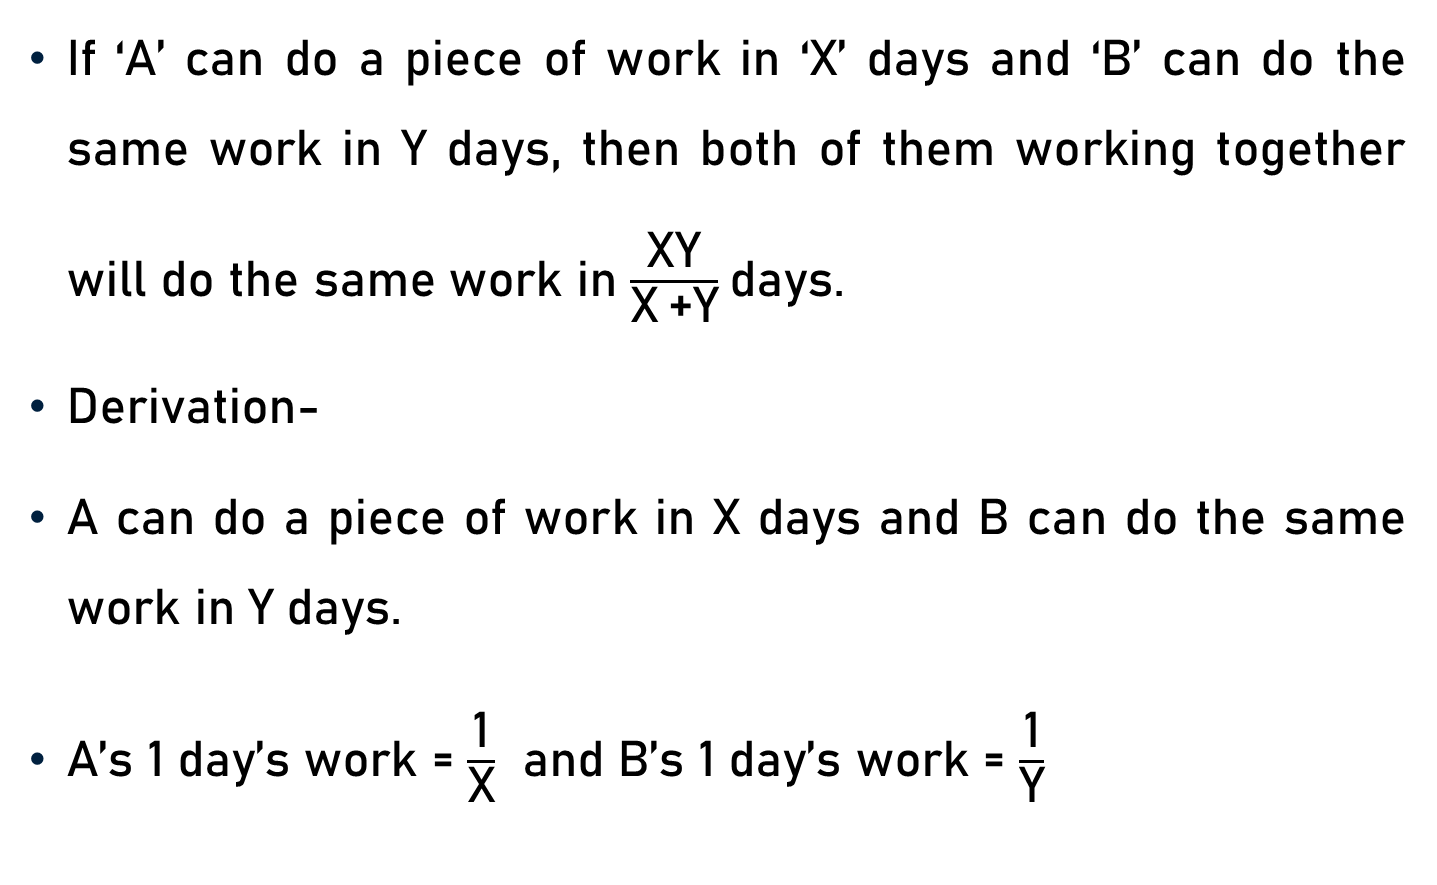 • If ‘A’ can do a piece of work in ‘X’ days and ‘B’ can do the
same work in Y days, then both of them working together
will do the same work in XY/(X +Y) days.
• Derivation-
• A can do a piece of work in X days and B can do the same
work in Y days.
• A’s 1 day’s work = 1/X and B’s 1 day’s work = 1/Y